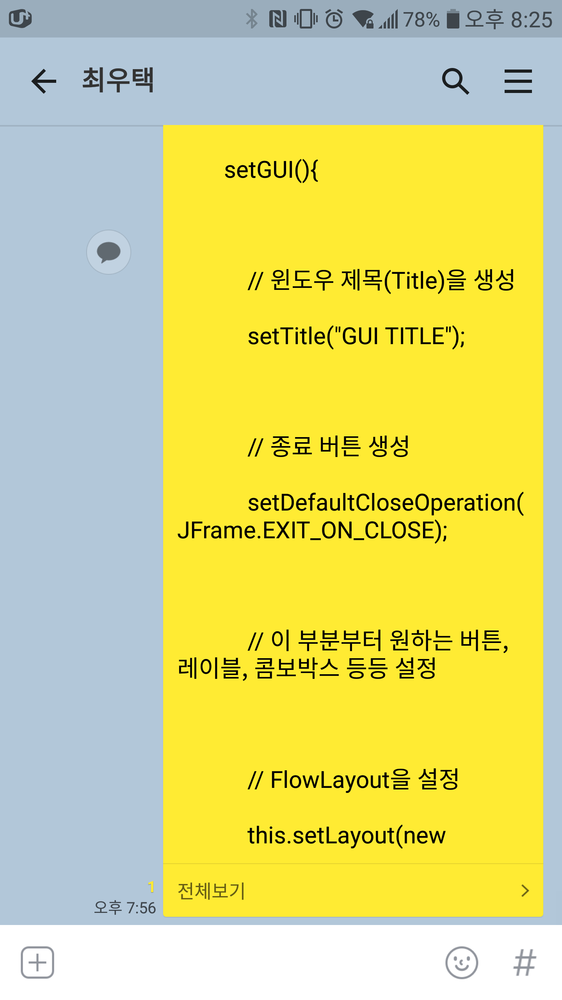 U+ 78% 오후 8:25
최우택
setGUI(){
// 윈도우 제목(Title)을 생성
setTitle("GUI TITLE");
// 종료 버튼 생성
setDefaultCloseOperation(
JFrame.EXIT_ON_CLOSE);
// 이 부분부터 원하는 버튼,
레이블, 콤보박스 등등 설정
// FlowLayout을 설정
this.setLayout(new
전체보기
1
오후 7:56
#